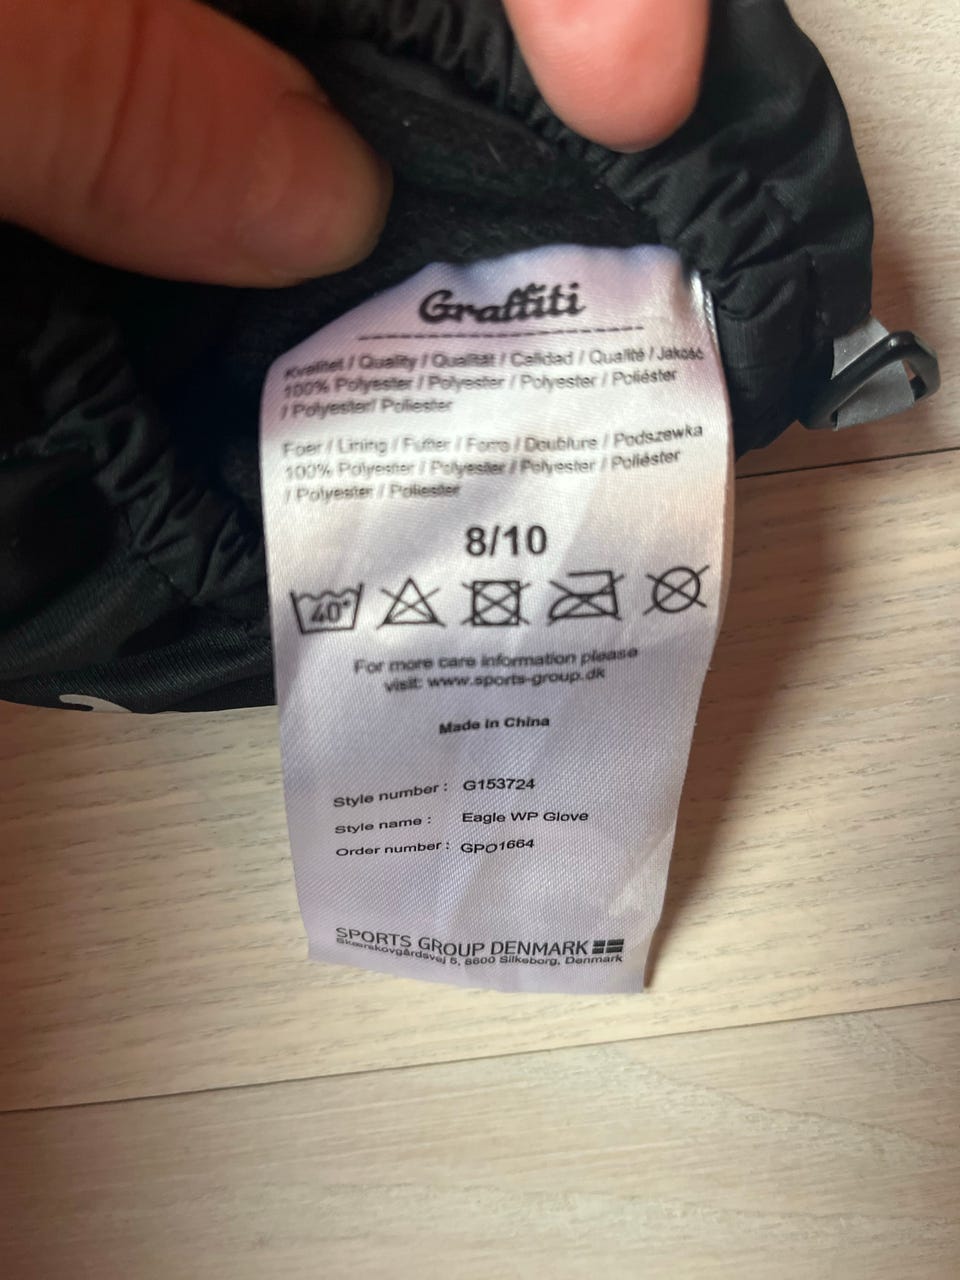 Graffiti
Kvalitet / Quality / Qualität / Calidad / Qualité / Jakość
100% Polyester / Polyester / Polyester / Poliéster
/ Polyester/ Poliester
Foer / Lining / Futter / Forro / Doublure / Podszewka
100% Polyester / Polyester / Polyester / Poliéster
/ Polyester / Poliester
8/10
40°
For more care information please
visit: www.sports-group.dk
Made in China
Style number : G153724
Style name : Eagle WP Glove
Order number : GPO1664
SPORTS GROUP DENMARK
Skærskovgårdsvej 5, 8600 Silkeborg, Denmark